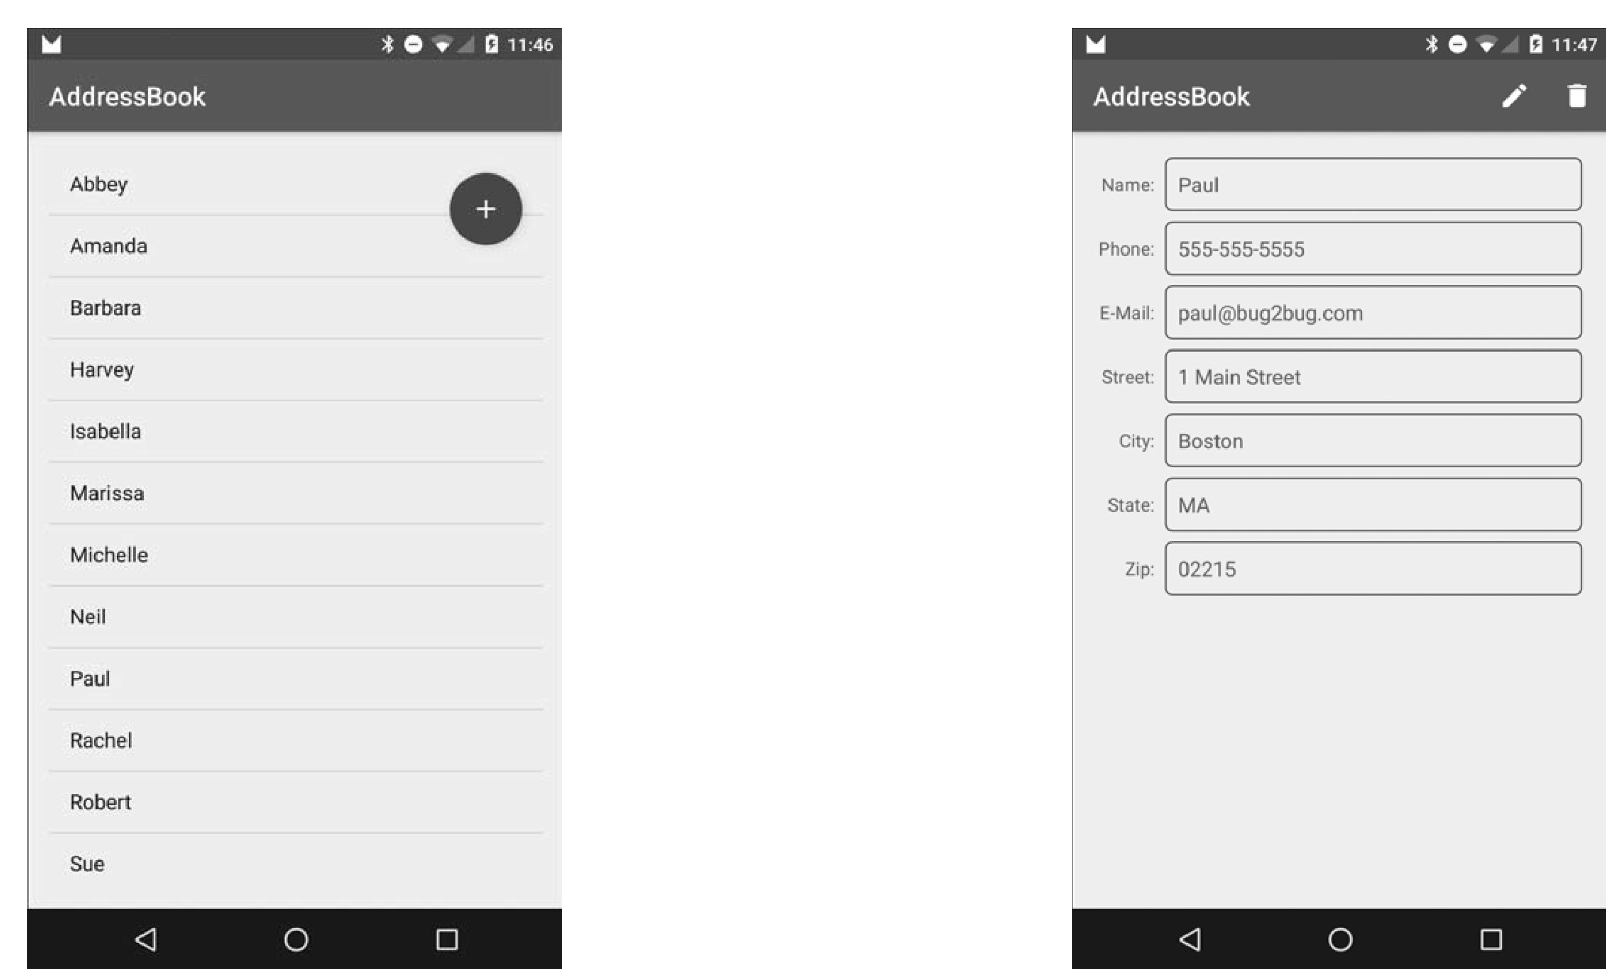 11:46
AddressBook
Abbey
+
Amanda
Barbara
Harvey
Isabella
Marissa
Michelle
Neil
Paul
Rachel
Robert
Sue
11:47
AddressBook
Name: Paul
Phone: 555-555-5555
E-Mail: paul@bug2bug.com
Street: 1 Main Street
City: Boston
State: MA
Zip: 02215